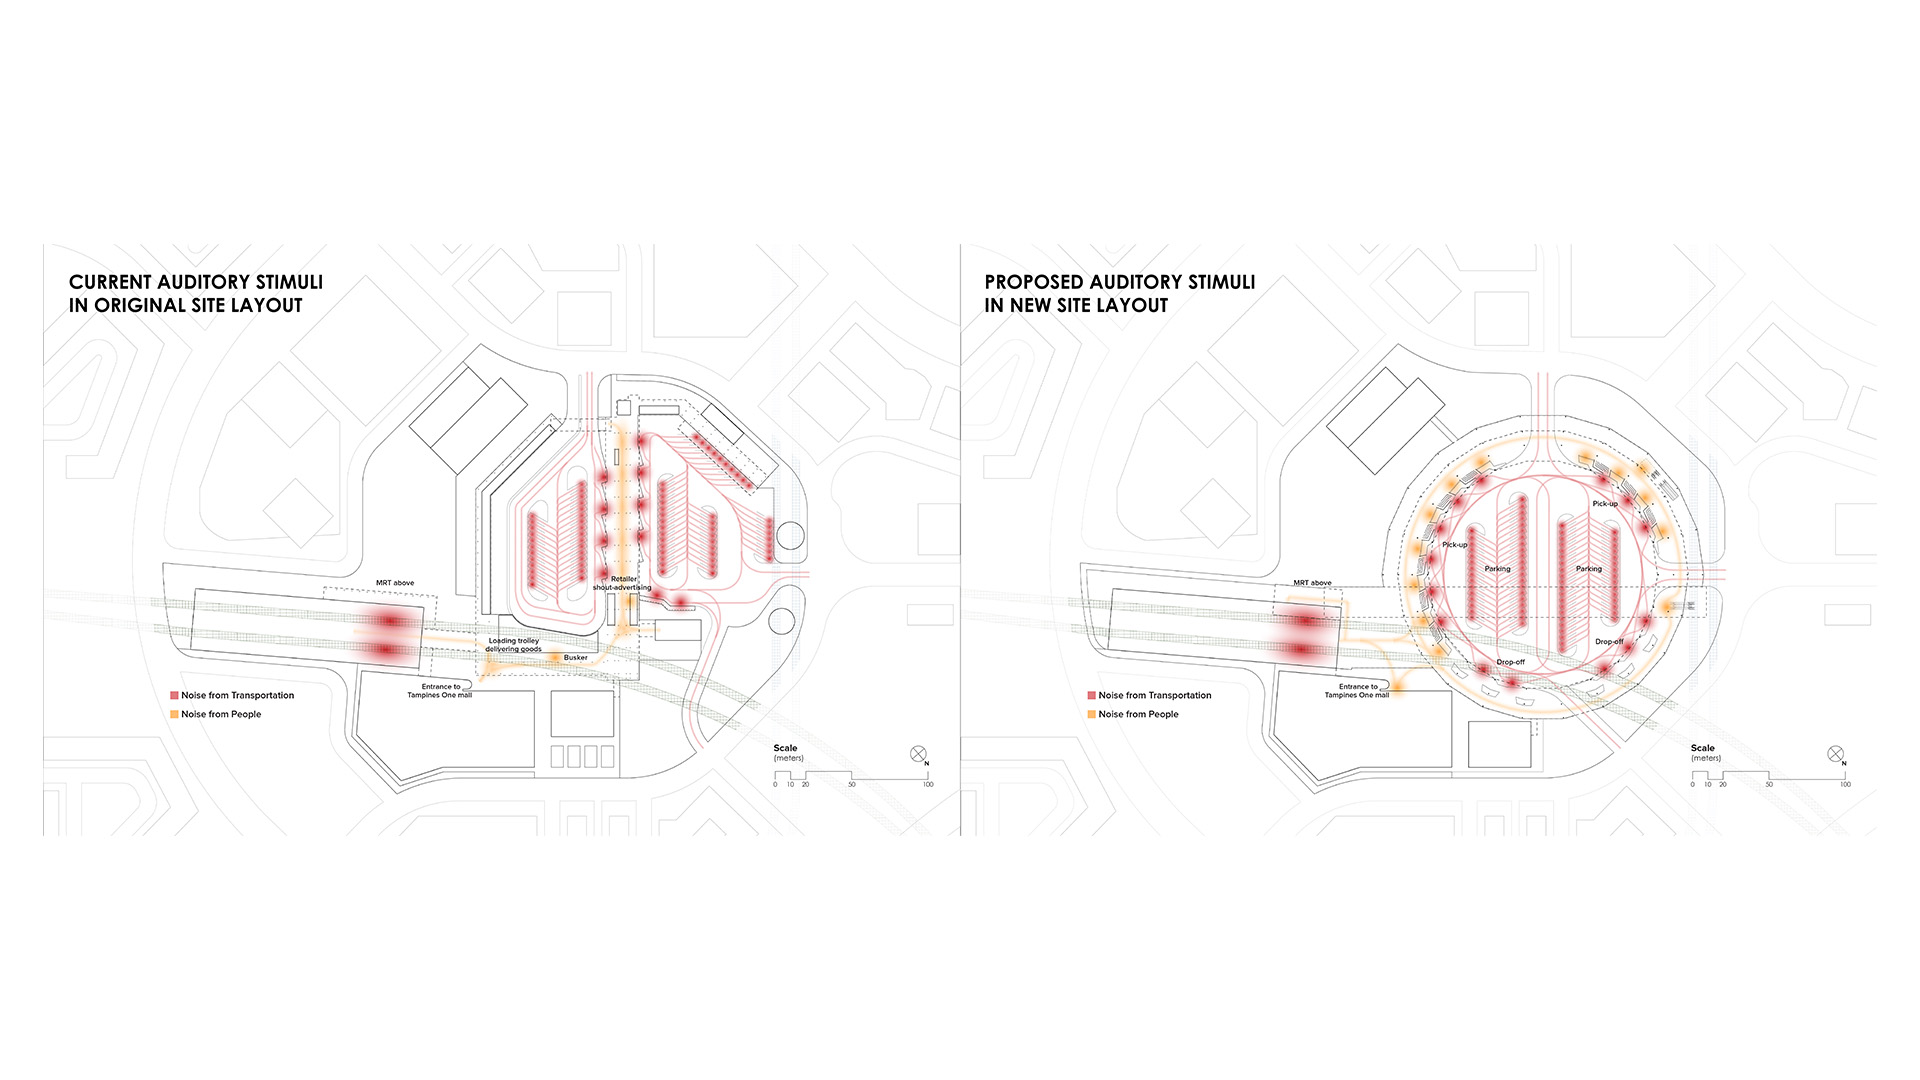 CURRENT AUDITORY STIMULI
IN ORIGINAL SITE LAYOUT
MRT above
Retailer
shout-advertising
Loading trolley
delivering goods
Busker
Entrance to
Tampines One mall
Noise from Transportation
Noise from People
Scale
(meters)
N
0 10 20 50 100
PROPOSED AUDITORY STIMULI
IN NEW SITE LAYOUT
Pick-up
Pick-up
Parking
Parking
MRT above
Drop-off
Drop-off
Entrance to
Tampines One mall
Noise from Transportation
Noise from People
Scale
(meters)
N
0 10 20 50 100